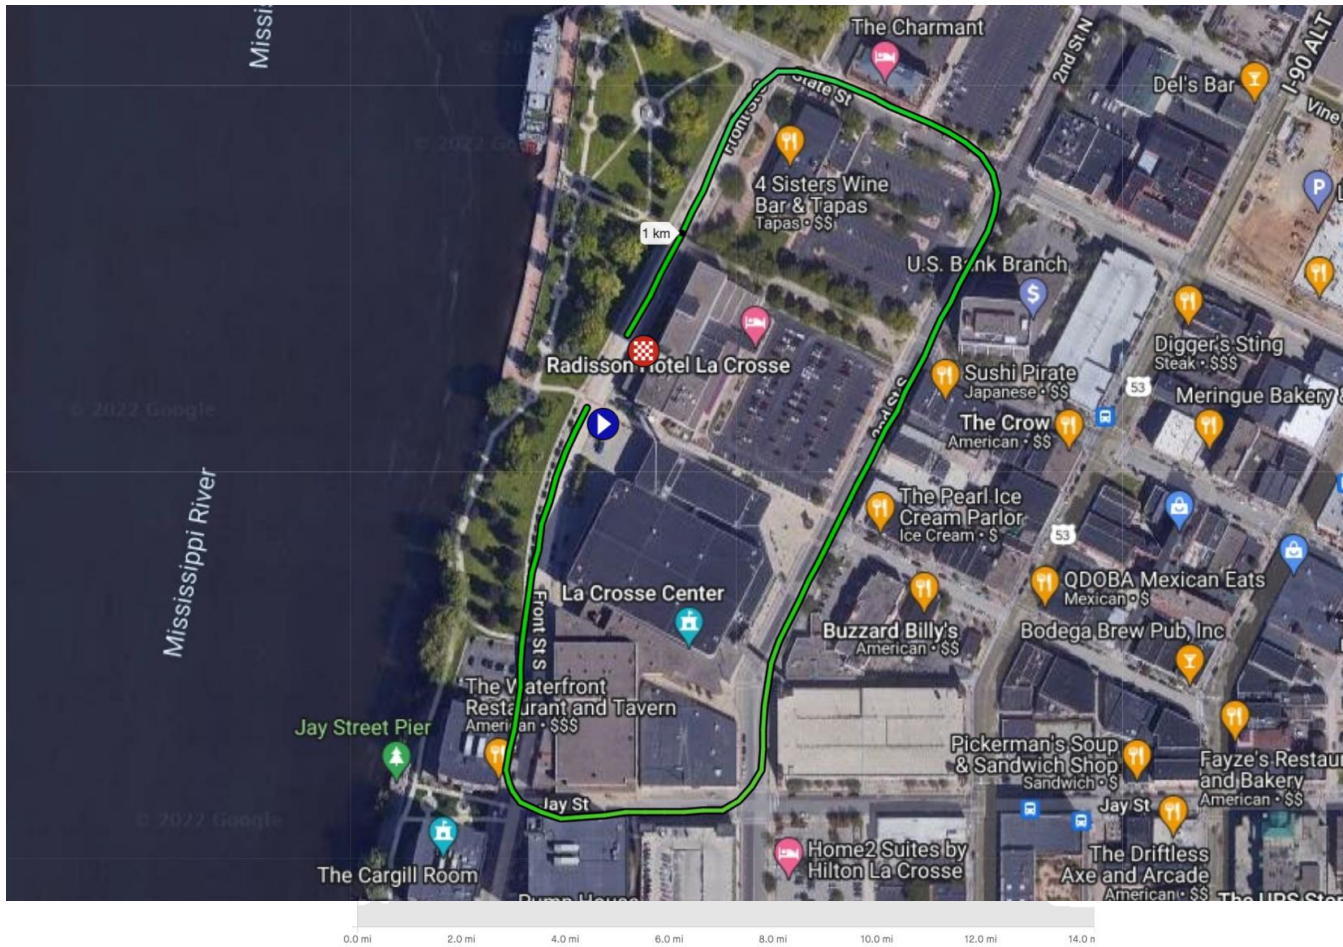 Missi
The Charmant
2nd St N
I-90 ALT
Del's Bar
Vine
State St
Front St S
© 2022 Google
4 Sisters Wine
Bar & Tapas
Tapas • $$
P
1 km
U.S. Bank Branch
$
Radisson Hotel La Crosse
Digger's Sting
Steak • $$$
Sushi Pirate
Japanese • $$
53
Meringue Bakery &
© 2022 Google
The Crow
American • $$
2nd St S
Mississippi River
The Pearl Ice
Cream Parlor
Ice Cream • $
53
La Crosse Center
QDOBA Mexican Eats
Mexican • $
Front St S
Buzzard Billy's
American • $$
Bodega Brew Pub, Inc
The Waterfront
Restaurant and Tavern
American • $$$
Jay Street Pier
Pickerman's Soup
& Sandwich Shop
Sandwich • $
Fayze's Restaur
and Bakery
American • $$
Jay St
Jay St
© 2022 Google
The Cargill Room
Home2 Suites by
Hilton La Crosse
The Driftless
Axe and Arcade
American • $$
Pump House
The UPS Stor
0.0 mi 2.0 mi 4.0 mi 6.0 mi 8.0 mi 10.0 mi 12.0 mi 14.0 m